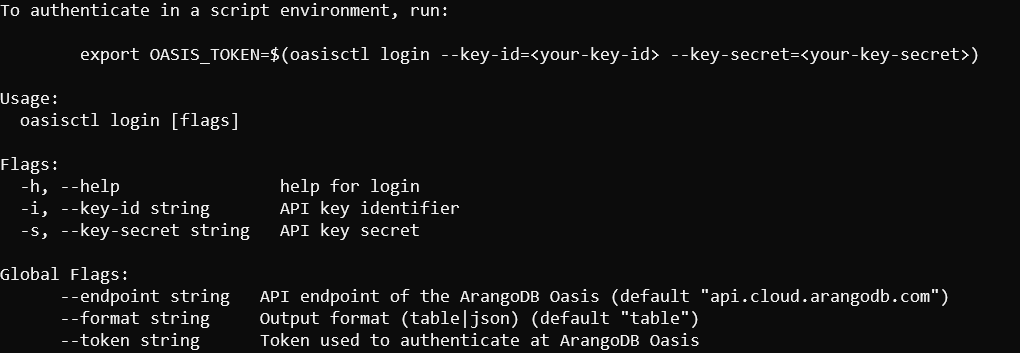 To authenticate in a script environment, run:
export OASIS_TOKEN=$(oasisctl login --key-id=<your-key-id> --key-secret=<your-key-secret>)
Usage:
oasisctl login [flags]
Flags:
-h, --help help for login
-i, --key-id string API key identifier
-s, --key-secret string API key secret
Global Flags:
--endpoint string API endpoint of the ArangoDB Oasis (default "api.cloud.arangodb.com")
--format string Output format (table|json) (default "table")
--token string Token used to authenticate at ArangoDB Oasis